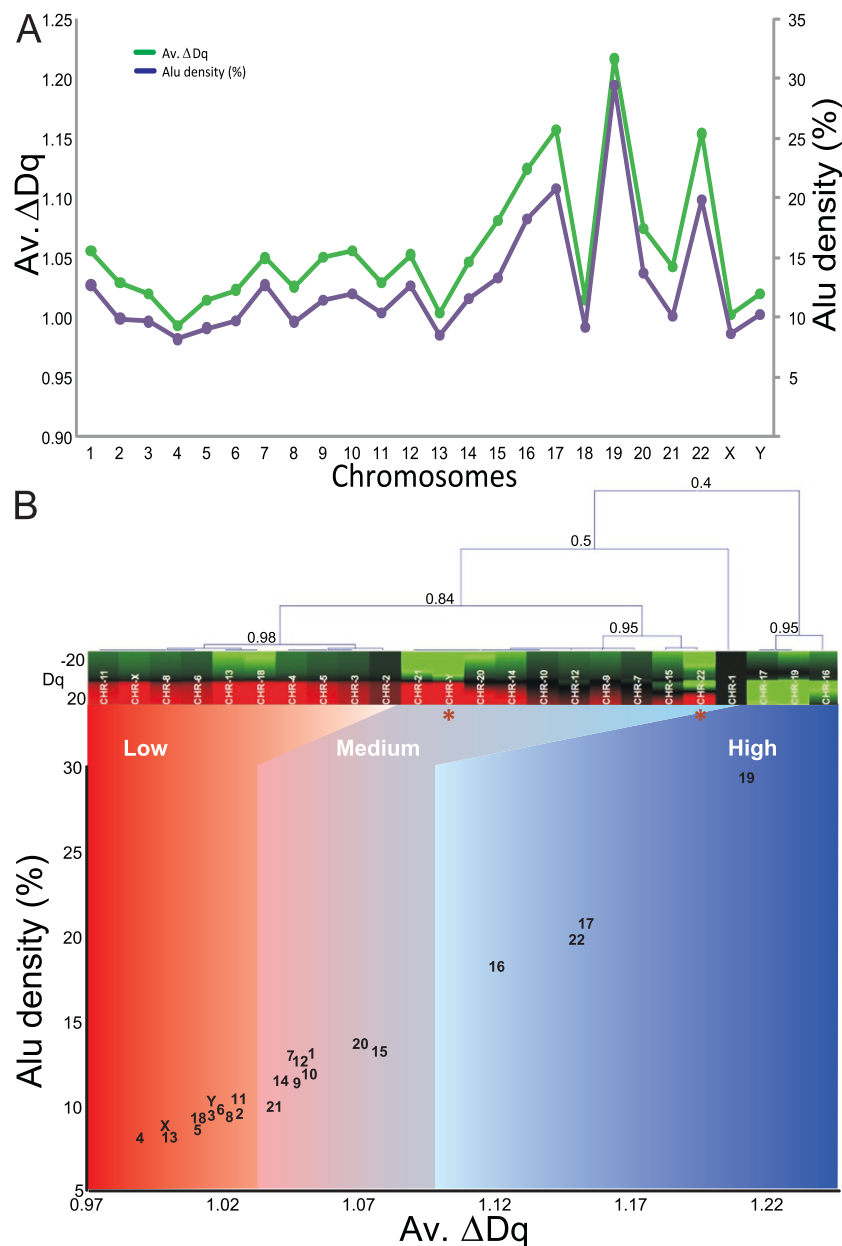 A
1.25
1.20
1.15
1.10
1.05
1.00
0.95
0.90
Av. ΔDq
Av. ΔDq
Alu density (%)
35
30
25
20
15
10
5
Alu density (%)
1 2 3 4 5 6 7 8 9 10 11 12 13 14 15 16 17 18 19 20 21 22 X Y
Chromosomes
B
0.4
0.5
0.84
0.98
0.95
0.95
-20
Dq
20
CHR-11 CHR-X CHR-8 CHR-6 CHR-13 CHR-18 CHR-4 CHR-5 CHR-3 CHR-2 CHR-21 CHR-Y CHR-20 CHR-14 CHR-10 CHR-12 CHR-9 CHR-7 CHR-15 CHR-22 CHR-1 CHR-17 CHR-19 CHR-16
* *
Low Medium High
30
25
20
15
10
5
Alu density (%)
19
17
22
16
20
15
7 1
12
10
14 9
21
11
Y
6
18 3 8 2
5
X
4 13
0.97 1.02 1.07 1.12 1.17 1.22
Av. ΔDq